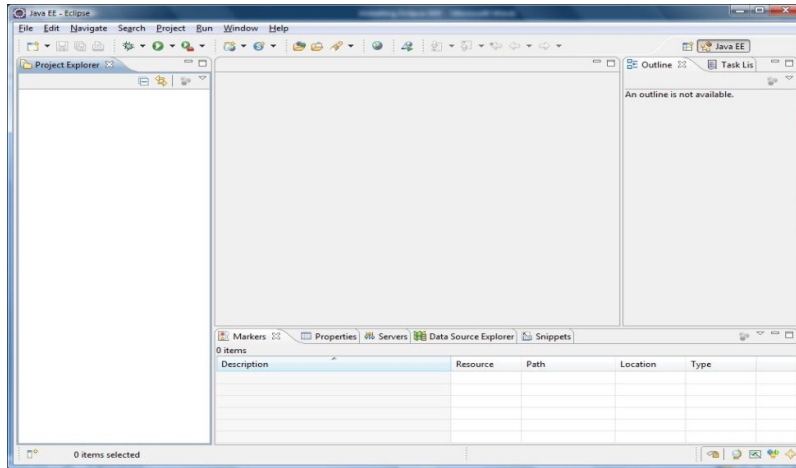 Java EE - Eclipse
File Edit Navigate Search Project Run Window Help
Java EE
Project Explorer
Outline Task Lis
An outline is not available.
Markers Properties Servers Data Source Explorer Snippets
0 items
Description Resource Path Location Type
0 items selected